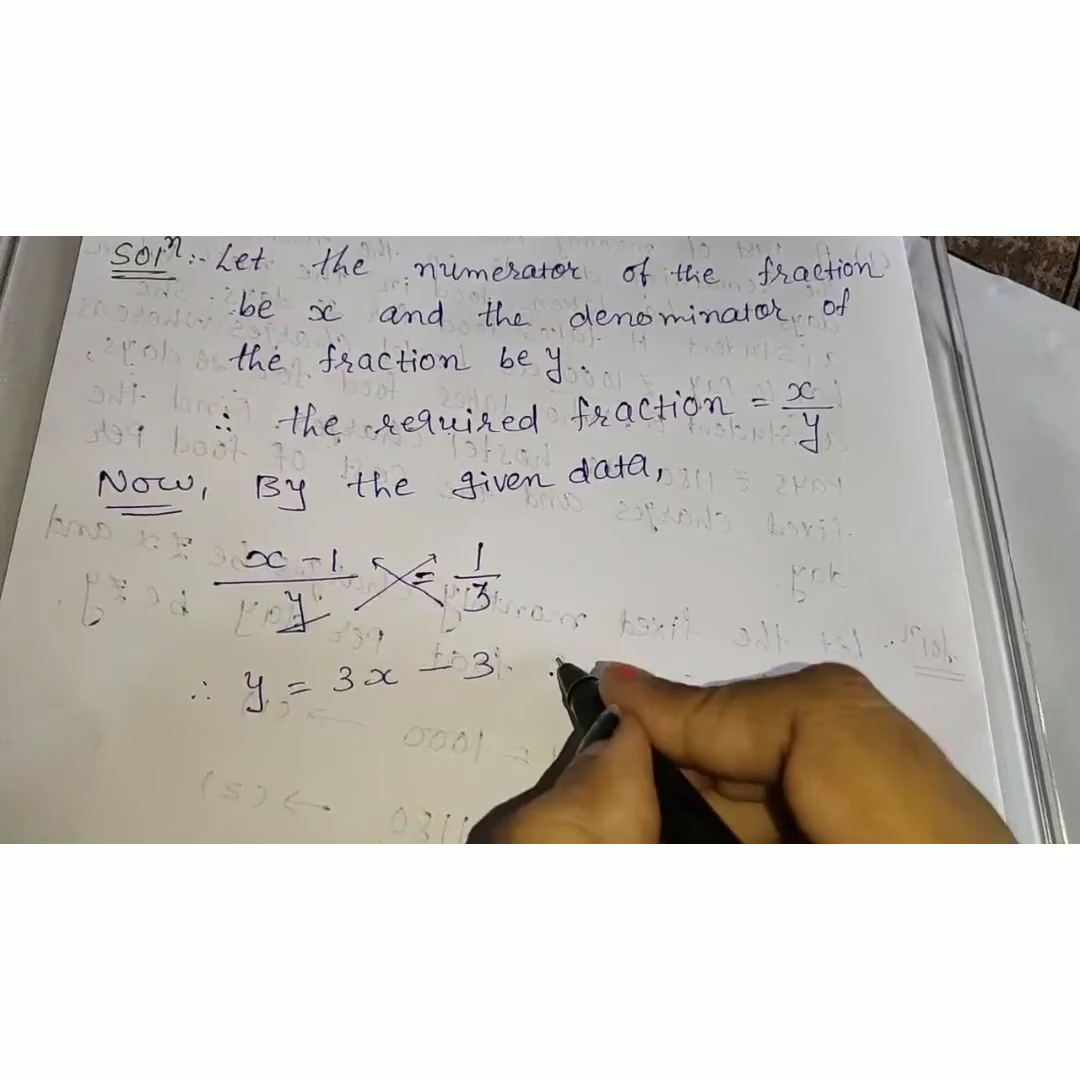 Solⁿ:- Let the numerator of the fraction
be x and the denominator of
the fraction be y.
∴ the required fraction = x/y
Now, By the given data,
x - 1 / y = 1 / 3
∴ y = 3x - 3